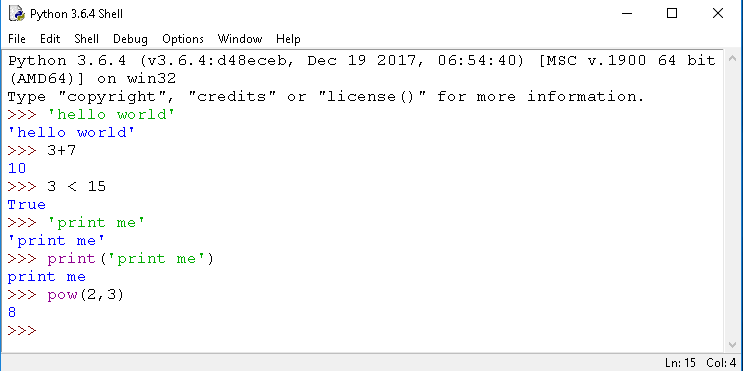 Python 3.6.4 Shell
File Edit Shell Debug Options Window Help
Python 3.6.4 (v3.6.4:d48eceb, Dec 19 2017, 06:54:40) [MSC v.1900 64 bit
(AMD64)] on win32
Type "copyright", "credits" or "license()" for more information.
>>> 'hello world'
'hello world'
>>> 3+7
10
>>> 3 < 15
True
>>> 'print me'
'print me'
>>> print('print me')
print me
>>> pow(2,3)
8
>>>
Ln: 15 Col: 4